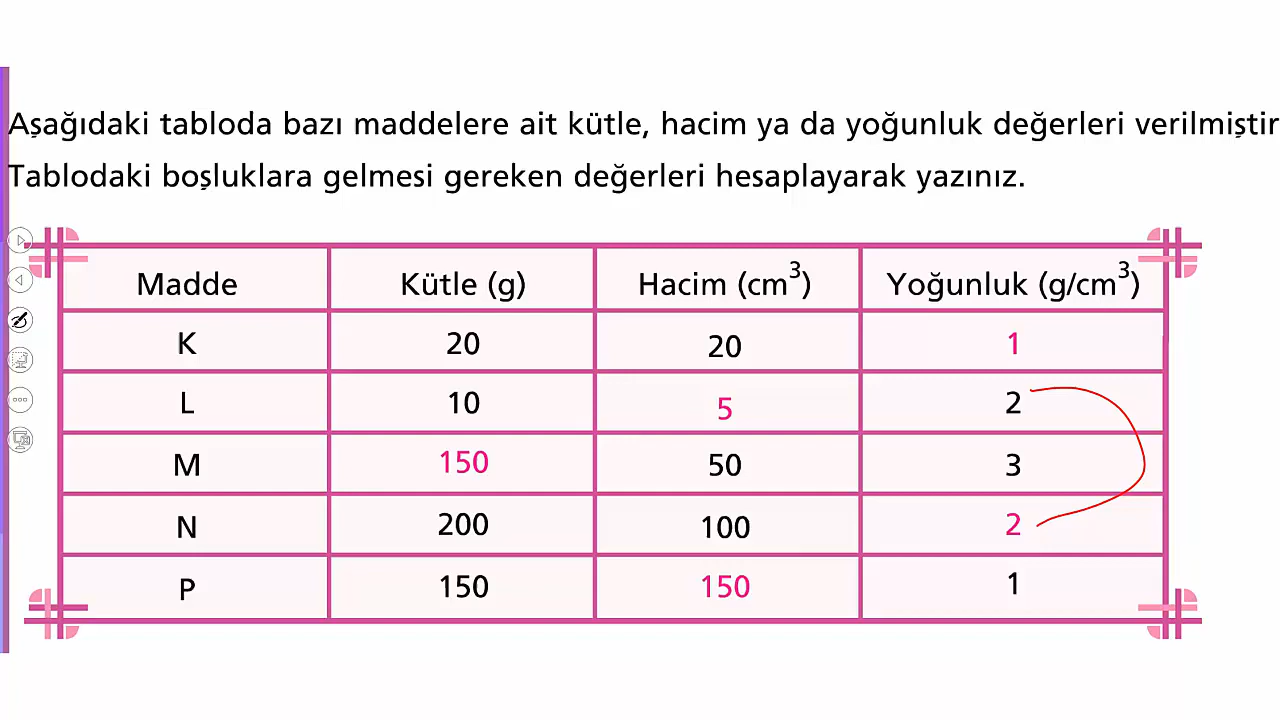 Aşağıdaki tabloda bazı maddelere ait kütle, hacim ya da yoğunluk değerleri verilmiştir
Tablodaki boşluklara gelmesi gereken değerleri hesaplayarak yazınız.
Madde Kütle (g) Hacim (cm³) Yoğunluk (g/cm³)
K 20 20 1
L 10 5 2
M 150 50 3
N 200 100 2
P 150 150 1